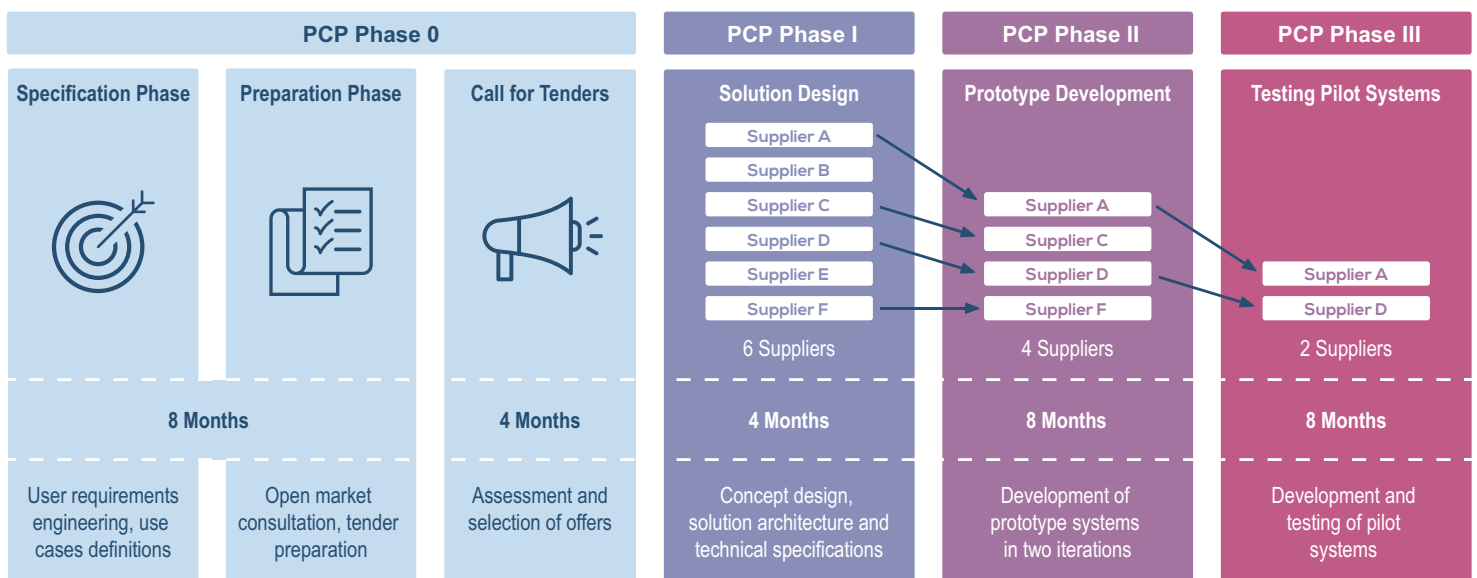 PCP Phase 0
Specification Phase
Preparation Phase
Call for Tenders
8 Months
4 Months
User requirements
engineering, use
cases definitions
Open market
consultation, tender
preparation
Assessment and
selection of offers
PCP Phase I
Solution Design
Supplier A
Supplier B
Supplier C
Supplier D
Supplier E
Supplier F
6 Suppliers
4 Months
Concept design,
solution architecture and
technical specifications
PCP Phase II
Prototype Development
Supplier A
Supplier C
Supplier D
Supplier F
4 Suppliers
8 Months
Development of
prototype systems
in two iterations
PCP Phase III
Testing Pilot Systems
Supplier A
Supplier D
2 Suppliers
8 Months
Development and
testing of pilot
systems